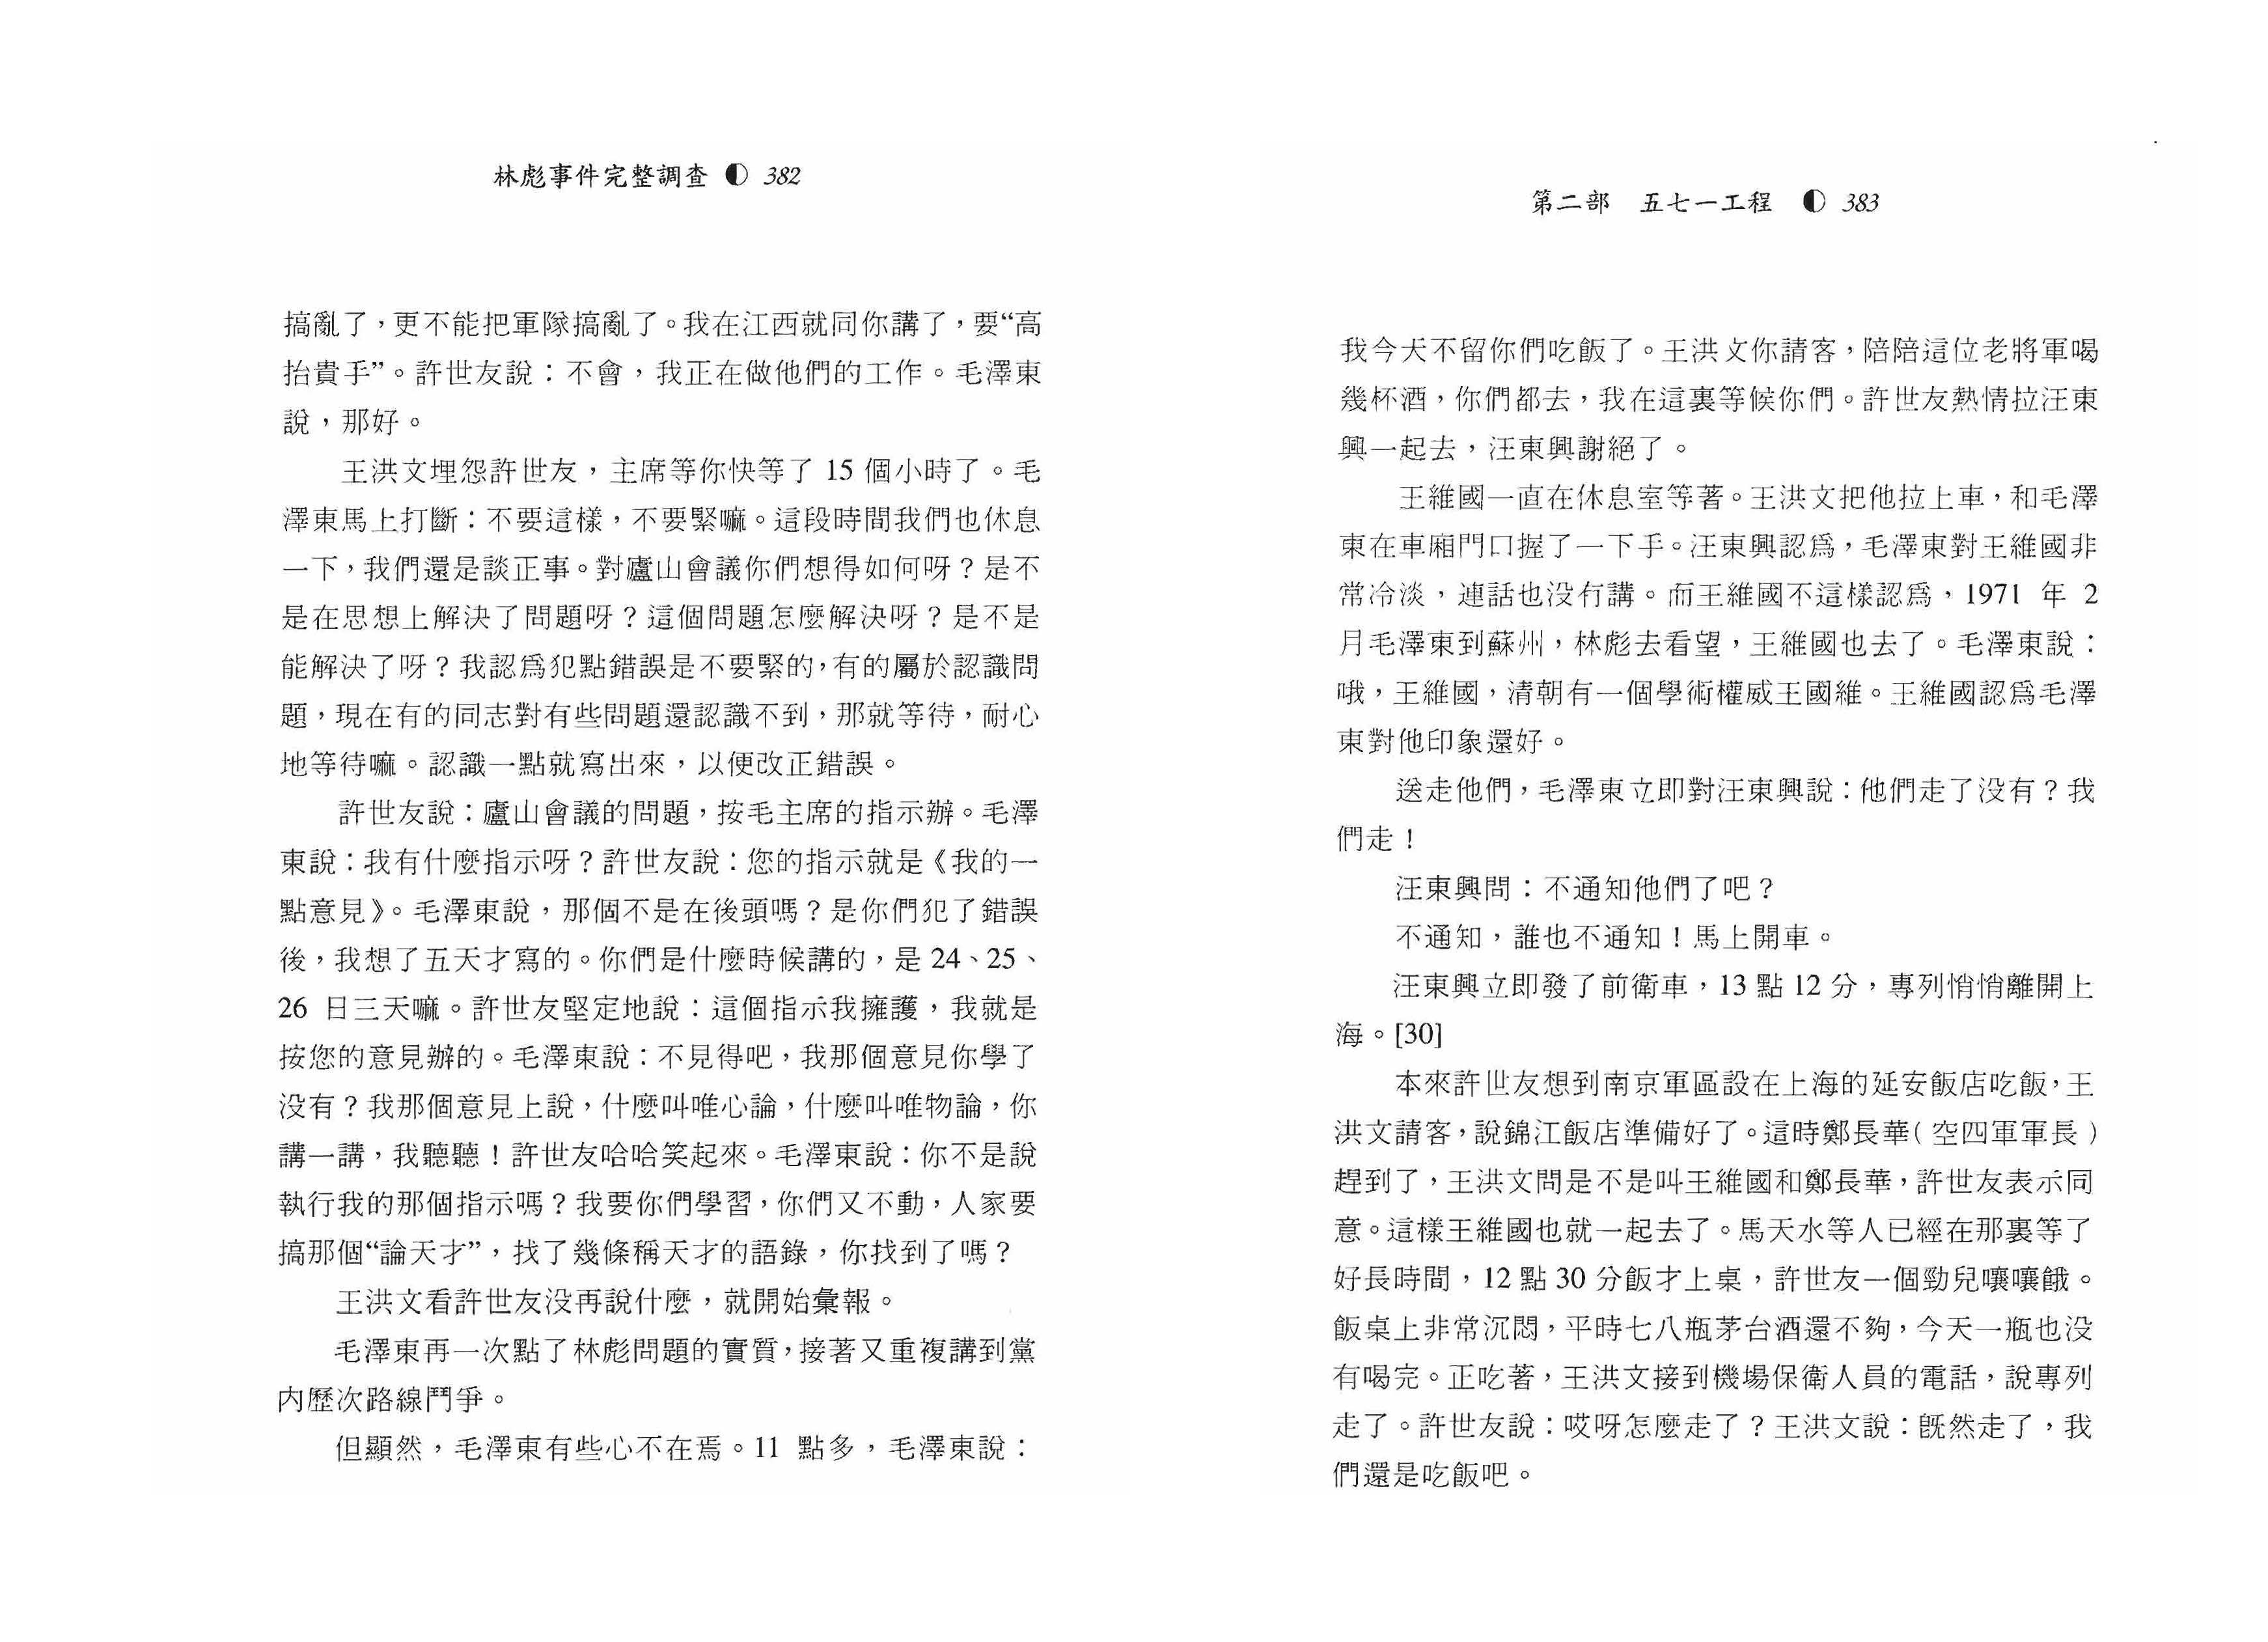 林彪事件完整調查 ◐ 382
搞亂了，更不能把軍隊搞亂了。我在江西就同你講了，要“高
抬貴手”。許世友說：不會，我正在做他們的工作。毛澤東
說，那好。
王洪文埋怨許世友，主席等你快等了 15 個小時了。毛
澤東馬上打斷：不要這樣，不要緊嘛。這段時間我們也休息
一下，我們還是談正事。對廬山會議你們想得如何呀？是不
是在思想上解決了問題呀？這個問題怎麼解決呀？是不是
能解決了呀？我認爲犯點錯誤是不要緊的，有的屬於認識問
題，現在有的同志對有些問題還認識不到，那就等待，耐心
地等待嘛。認識一點就寫出來，以便改正錯誤。
許世友說：廬山會議的問題，按毛主席的指示辦。毛澤
東說：我有什麼指示呀？許世友說：您的指示就是《我的一
點意見》。毛澤東說，那個不是在後頭嗎？是你們犯了錯誤
後，我想了五天才寫的。你們是什麼時候講的，是 24、25、
26 日三天嘛。許世友堅定地說：這個指示我擁護，我就是
按您的意見辦的。毛澤東說：不見得吧，我那個意見你學了
没有？我那個意見上說，什麼叫唯心論，什麼叫唯物論，你
講一講，我聽聽！許世友哈哈笑起來。毛澤東說：你不是說
執行我的那個指示嗎？我要你們學習，你們又不動，人家要
搞那個“論天才”，找了幾條稱天才的語錄，你找到了嗎？
王洪文看許世友没再說什麼，就開始彙報。
毛澤東再一次點了林彪問題的實質，接著又重複講到黨
内歷次路線鬥爭。
但顯然，毛澤東有些心不在焉。11 點多，毛澤東說：
第二部　五七一工程　◐ 383
我今天不留你們吃飯了。王洪文你請客，陪陪這位老將軍喝
幾杯酒，你們都去，我在這裏等候你們。許世友熱情拉汪東
興一起去，汪東興謝絕了。
王維國一直在休息室等著。王洪文把他拉上車，和毛澤
東在車廂門口握了一下手。汪東興認爲，毛澤東對王維國非
常冷淡，連話也没有講。而王維國不這樣認爲，1971 年 2
月毛澤東到蘇州，林彪去看望，王維國也去了。毛澤東說：
哦，王維國，清朝有一個學術權威王國維。王維國認爲毛澤
東對他印象還好。
送走他們，毛澤東立即對汪東興說：他們走了没有？我
們走！
汪東興問：不通知他們了吧？
不通知，誰也不通知！馬上開車。
汪東興立即發了前衛車，13 點 12 分，專列悄悄離開上
海。[30]
本來許世友想到南京軍區設在上海的延安飯店吃飯，王
洪文請客，說錦江飯店準備好了。這時鄭長華（空四軍軍長）
趕到了，王洪文問是不是叫王維國和鄭長華，許世友表示同
意。這樣王維國也就一起去了。馬天水等人已經在那裏等了
好長時間，12 點 30 分飯才上桌，許世友一個勁兒嚷嚷餓。
飯桌上非常沉悶，平時七八瓶茅台酒還不夠，今天一瓶也没
有喝完。正吃著，王洪文接到機場保衛人員的電話，說專列
走了。許世友說：哎呀怎麼走了？王洪文說：既然走了，我
們還是吃飯吧。